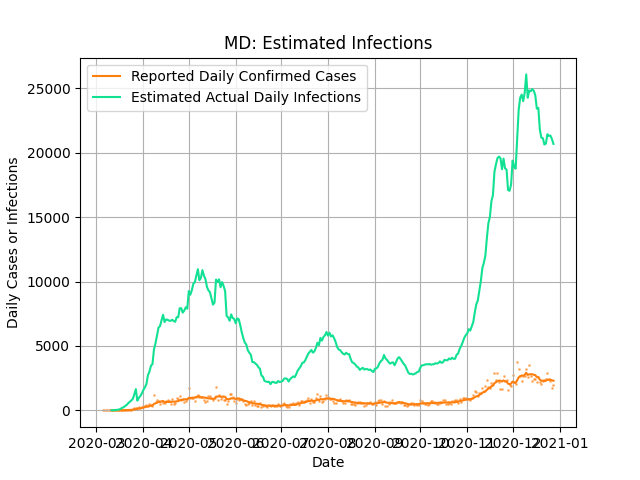 MD: Estimated Infections
Reported Daily Confirmed Cases
Estimated Actual Daily Infections
Daily Cases or Infections
25000
20000
15000
10000
5000
0
2020-03 2020-04 2020-05 2020-06 2020-07 2020-08 2020-09 2020-10 2020-11 2020-12 2021-01
Date